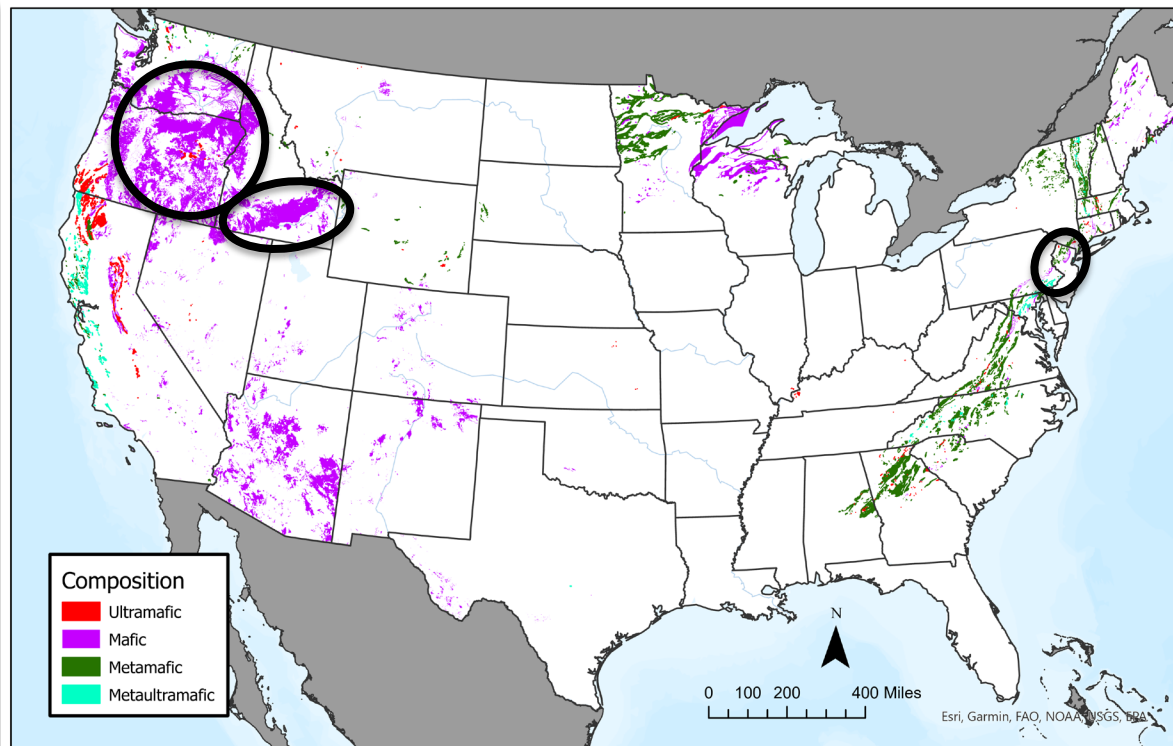 Composition
Ultramafic
Mafic
Metamafic
Metaultramafic
N
0 100 200 400 Miles
Esri, Garmin, FAO, NOAA, USGS, EPA